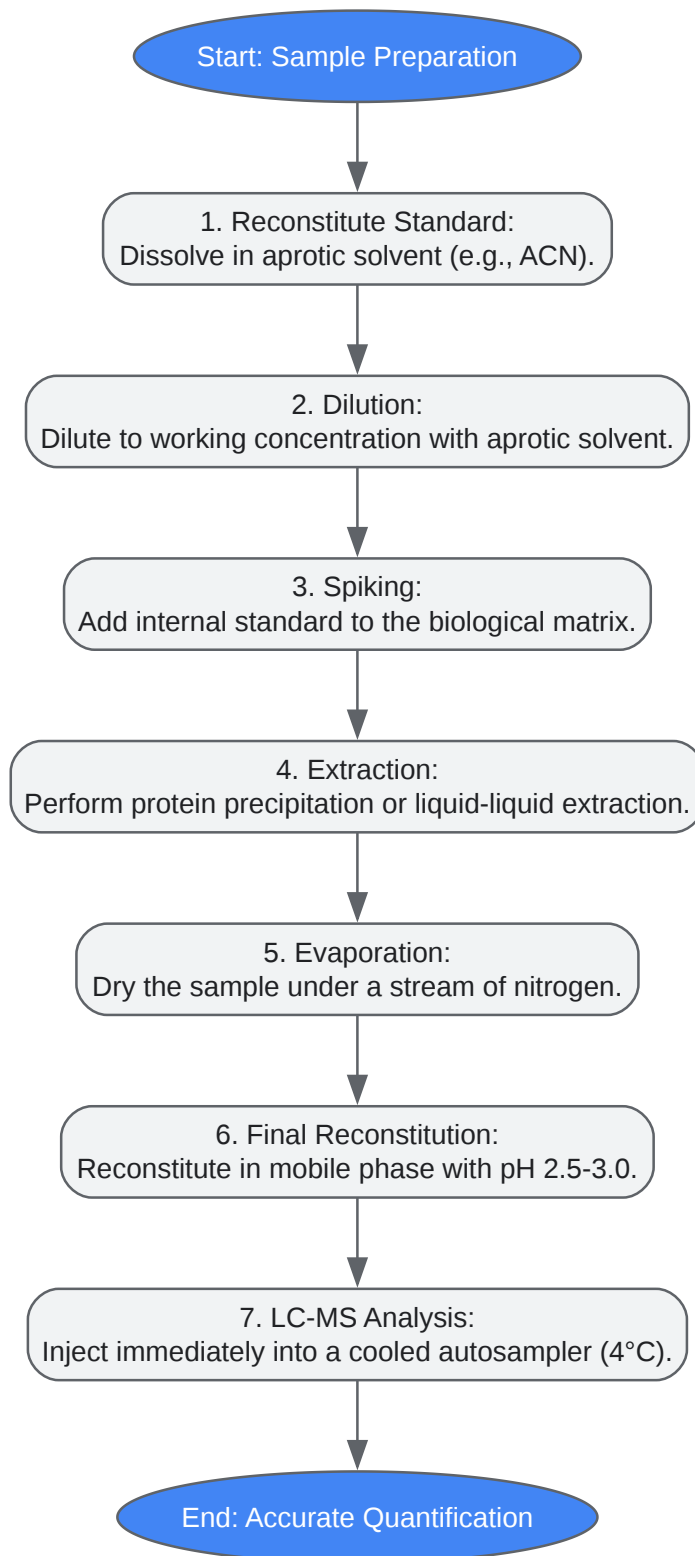 Start: Sample Preparation
1. Reconstitute Standard:
Dissolve in aprotic solvent (e.g., ACN).
2. Dilution:
Dilute to working concentration with aprotic solvent.
3. Spiking:
Add internal standard to the biological matrix.
4. Extraction:
Perform protein precipitation or liquid-liquid extraction.
5. Evaporation:
Dry the sample under a stream of nitrogen.
6. Final Reconstitution:
Reconstitute in mobile phase with pH 2.5-3.0.
7. LC-MS Analysis:
Inject immediately into a cooled autosampler (4°C).
End: Accurate Quantification